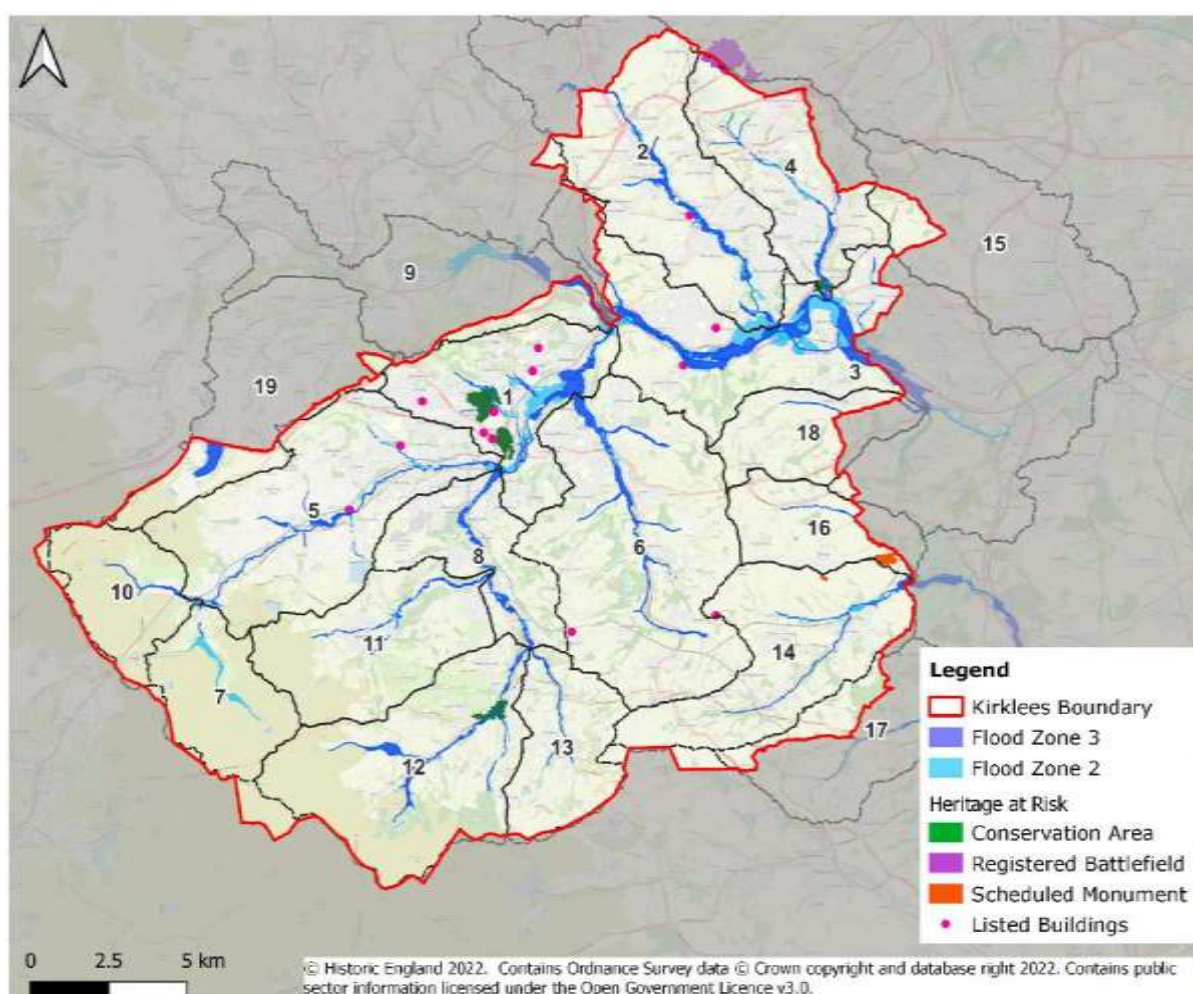 2
4
15
9
3
19
1
18
5
16
6
8
10
11
14
7
17
13
12
Legend
Kirklees Boundary
Flood Zone 3
Flood Zone 2
Heritage at Risk
Conservation Area
Registered Battlefield
Scheduled Monument
Listed Buildings
0 2.5 5 km
© Historic England 2022. Contains Ordnance Survey data © Crown copyright and database right 2022. Contains public
sector information licensed under the Open Government Licence v3.0.